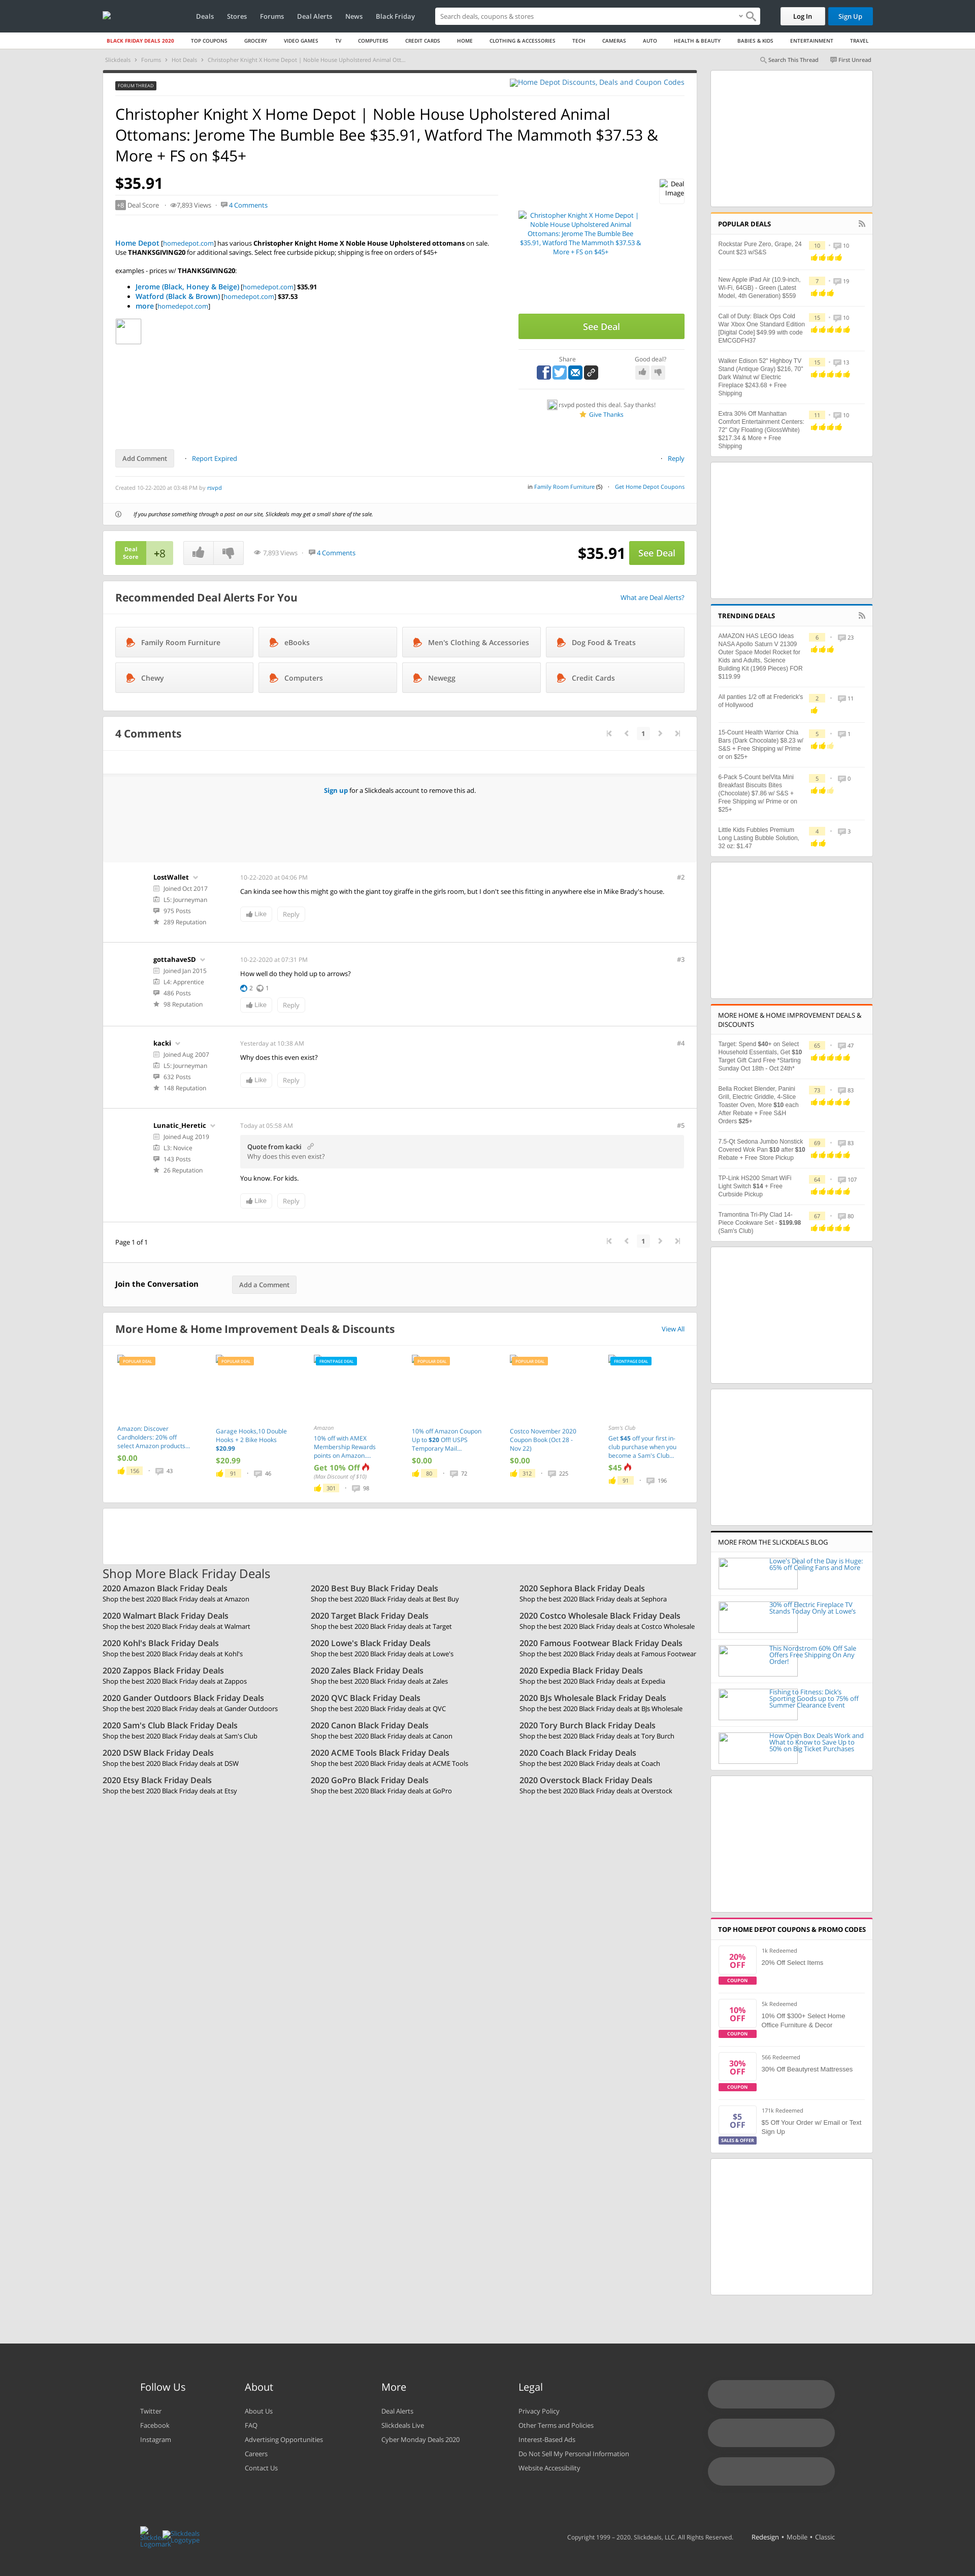 Deals
Stores
Forums
Deal Alerts
News
Black Friday
Search deals, coupons & stores
Log In
Sign Up
BLACK FRIDAY DEALS 2020
TOP COUPONS
GROCERY
VIDEO GAMES
TV
COMPUTERS
CREDIT CARDS
HOME
CLOTHING & ACCESSORIES
TECH
CAMERAS
AUTO
HEALTH & BEAUTY
BABIES & KIDS
ENTERTAINMENT
TRAVEL
Slickdeals > Forums > Hot Deals > Christopher Knight X Home Depot | Noble House Upholstered Animal Ott...
Search This Thread
First Unread
FORUM THREAD
Home Depot Discounts, Deals and Coupon Codes
Christopher Knight X Home Depot | Noble House Upholstered Animal
Ottomans: Jerome The Bumble Bee $35.91, Watford The Mammoth $37.53 &
More + FS on $45+
$35.91
Deal Image
+8 Deal Score
7,893 Views
4 Comments
Christopher Knight X Home Depot |
Noble House Upholstered Animal
Ottomans: Jerome The Bumble Bee
$35.91, Watford The Mammoth $37.53 &
More + FS on $45+
Home Depot [homedepot.com] has various Christopher Knight Home X Noble House Upholstered ottomans on sale.
Use THANKSGIVING20 for additional savings. Select free curbside pickup; shipping is free on orders of $45+
examples - prices w/ THANKSGIVING20:
Jerome (Black, Honey & Beige) [homedepot.com] $35.91
Watford (Black & Brown) [homedepot.com] $37.53
more [homedepot.com]
See Deal
Share
Good deal?
rsvpd posted this deal. Say thanks!
Give Thanks
Add Comment
Report Expired
Reply
Created 10-22-2020 at 03:48 PM by rsvpd
in Family Room Furniture (5)
Get Home Depot Coupons
If you purchase something through a post on our site, Slickdeals may get a small share of the sale.
Deal Score
+8
7,893 Views
4 Comments
$35.91
See Deal
Recommended Deal Alerts For You
What are Deal Alerts?
Family Room Furniture
eBooks
Men's Clothing & Accessories
Dog Food & Treats
Chewy
Computers
Newegg
Credit Cards
4 Comments
1
Sign up for a Slickdeals account to remove this ad.
LostWallet
Joined Oct 2017
L5: Journeyman
975 Posts
289 Reputation
10-22-2020 at 04:06 PM
#2
Can kinda see how this might go with the giant toy giraffe in the girls room, but I don't see this fitting in anywhere else in Mike Brady's house.
Like
Reply
gottahaveSD
Joined Jan 2015
L4: Apprentice
486 Posts
98 Reputation
10-22-2020 at 07:31 PM
#3
How well do they hold up to arrows?
2
1
Like
Reply
kacki
Joined Aug 2007
L5: Journeyman
632 Posts
148 Reputation
Yesterday at 10:38 AM
#4
Why does this even exist?
Like
Reply
Lunatic_Heretic
Joined Aug 2019
L3: Novice
143 Posts
26 Reputation
Today at 05:58 AM
#5
Quote from kacki
Why does this even exist?
You know. For kids.
Like
Reply
Page 1 of 1
1
Join the Conversation
Add a Comment
More Home & Home Improvement Deals & Discounts
View All
POPULAR DEAL
Amazon: Discover
Cardholders: 20% off
select Amazon products...
$0.00
156
43
POPULAR DEAL
Garage Hooks,10 Double
Hooks + 2 Bike Hooks
$20.99
$20.99
91
46
FRONTPAGE DEAL
Amazon
10% off with AMEX
Membership Rewards
points on Amazon....
Get 10% Off
(Max Discount of $10)
301
98
POPULAR DEAL
10% off Amazon Coupon
Up to $20 Off! USPS
Temporary Mail...
$0.00
80
72
POPULAR DEAL
Costco November 2020
Coupon Book (Oct 28 -
Nov 22)
$0.00
312
225
FRONTPAGE DEAL
Sam's Club
Get $45 off your first in-
club purchase when you
become a Sam's Club...
$45
91
196
Shop More Black Friday Deals
2020 Amazon Black Friday Deals
Shop the best 2020 Black Friday deals at Amazon
2020 Best Buy Black Friday Deals
Shop the best 2020 Black Friday deals at Best Buy
2020 Sephora Black Friday Deals
Shop the best 2020 Black Friday deals at Sephora
2020 Walmart Black Friday Deals
Shop the best 2020 Black Friday deals at Walmart
2020 Target Black Friday Deals
Shop the best 2020 Black Friday deals at Target
2020 Costco Wholesale Black Friday Deals
Shop the best 2020 Black Friday deals at Costco Wholesale
2020 Kohl's Black Friday Deals
Shop the best 2020 Black Friday deals at Kohl's
2020 Lowe's Black Friday Deals
Shop the best 2020 Black Friday deals at Lowe's
2020 Famous Footwear Black Friday Deals
Shop the best 2020 Black Friday deals at Famous Footwear
2020 Zappos Black Friday Deals
Shop the best 2020 Black Friday deals at Zappos
2020 Zales Black Friday Deals
Shop the best 2020 Black Friday deals at Zales
2020 Expedia Black Friday Deals
Shop the best 2020 Black Friday deals at Expedia
2020 Gander Outdoors Black Friday Deals
Shop the best 2020 Black Friday deals at Gander Outdoors
2020 QVC Black Friday Deals
Shop the best 2020 Black Friday deals at QVC
2020 BJs Wholesale Black Friday Deals
Shop the best 2020 Black Friday deals at BJs Wholesale
2020 Sam's Club Black Friday Deals
Shop the best 2020 Black Friday deals at Sam's Club
2020 Canon Black Friday Deals
Shop the best 2020 Black Friday deals at Canon
2020 Tory Burch Black Friday Deals
Shop the best 2020 Black Friday deals at Tory Burch
2020 DSW Black Friday Deals
Shop the best 2020 Black Friday deals at DSW
2020 ACME Tools Black Friday Deals
Shop the best 2020 Black Friday deals at ACME Tools
2020 Coach Black Friday Deals
Shop the best 2020 Black Friday deals at Coach
2020 Etsy Black Friday Deals
Shop the best 2020 Black Friday deals at Etsy
2020 GoPro Black Friday Deals
Shop the best 2020 Black Friday deals at GoPro
2020 Overstock Black Friday Deals
Shop the best 2020 Black Friday deals at Overstock
POPULAR DEALS
Rockstar Pure Zero, Grape, 24
Count $23 w/S&S
10
10
New Apple iPad Air (10.9-inch,
Wi-Fi, 64GB) - Green (Latest
Model, 4th Generation) $559
7
19
Call of Duty: Black Ops Cold
War Xbox One Standard Edition
[Digital Code] $49.99 with code
EMCGDFH37
15
10
Walker Edison 52" Highboy TV
Stand (Antique Gray) $216, 70"
Dark Walnut w/ Electric
Fireplace $243.68 + Free
Shipping
15
13
Extra 30% Off Manhattan
Comfort Entertainment Centers:
72" City Floating (GlossWhite)
$217.34 & More + Free
Shipping
11
10
TRENDING DEALS
AMAZON HAS LEGO Ideas
NASA Apollo Saturn V 21309
Outer Space Model Rocket for
Kids and Adults, Science
Building Kit (1969 Pieces) FOR
$119.99
6
23
All panties 1/2 off at Frederick's
of Hollywood
2
11
15-Count Health Warrior Chia
Bars (Dark Chocolate) $8.23 w/
S&S + Free Shipping w/ Prime
or on $25+
5
1
6-Pack 5-Count belVita Mini
Breakfast Biscuits Bites
(Chocolate) $7.86 w/ S&S +
Free Shipping w/ Prime or on
$25+
5
0
Little Kids Fubbles Premium
Long Lasting Bubble Solution,
32 oz: $1.47
4
3
MORE HOME & HOME IMPROVEMENT DEALS &
DISCOUNTS
Target: Spend $40+ on Select
Household Essentials, Get $10
Target Gift Card Free *Starting
Sunday Oct 18th - Oct 24th*
65
47
Bella Rocket Blender, Panini
Grill, Electric Griddle, 4-Slice
Toaster Oven, More $10 each
After Rebate + Free S&H
Orders $25+
73
83
7.5-Qt Sedona Jumbo Nonstick
Covered Wok Pan $10 after $10
Rebate + Free Store Pickup
69
83
TP-Link HS200 Smart WiFi
Light Switch $14 + Free
Curbside Pickup
64
107
Tramontina Tri-Ply Clad 14-
Piece Cookware Set - $199.98
(Sam's Club)
67
80
MORE FROM THE SLICKDEALS BLOG
Lowe's Deal of the Day is Huge:
65% off Ceiling Fans and More
30% off Electric Fireplace TV
Stands Today Only at Lowe's
This Nordstrom 60% Off Sale
Offers Free Shipping On Any
Order!
Fishing to Fitness: Dick's
Sporting Goods up to 75% off
Summer Clearance Event
How Open Box Deals Work and
What to Know to Save Up to
50% on Big Ticket Purchases
TOP HOME DEPOT COUPONS & PROMO CODES
20% OFF
COUPON
1k Redeemed
20% Off Select Items
10% OFF
COUPON
5k Redeemed
10% Off $300+ Select Home
Office Furniture & Decor
30% OFF
COUPON
566 Redeemed
30% Off Beautyrest Mattresses
$5 OFF
SALES & OFFER
171k Redeemed
$5 Off Your Order w/ Email or Text
Sign Up
Follow Us
Twitter
Facebook
Instagram
About
About Us
FAQ
Advertising Opportunities
Careers
Contact Us
More
Deal Alerts
Slickdeals Live
Cyber Monday Deals 2020
Legal
Privacy Policy
Other Terms and Policies
Interest-Based Ads
Do Not Sell My Personal Information
Website Accessibility
Slickdeals Logotype
Copyright 1999 – 2020. Slickdeals, LLC. All Rights Reserved.
Redesign • Mobile • Classic